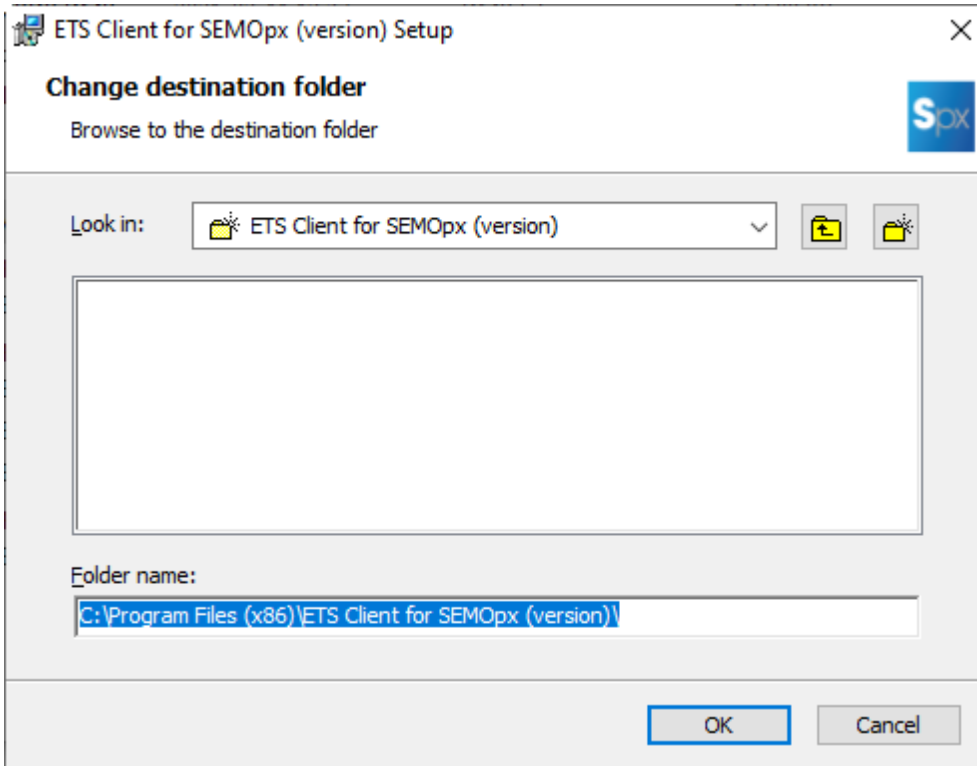 ETS Client for SEMOpx (version) Setup
Change destination folder
Browse to the destination folder
Spx
Look in:
ETS Client for SEMOpx (version)
Folder name:
C:\Program Files (x86)\ETS Client for SEMOpx (version)\
OK
Cancel